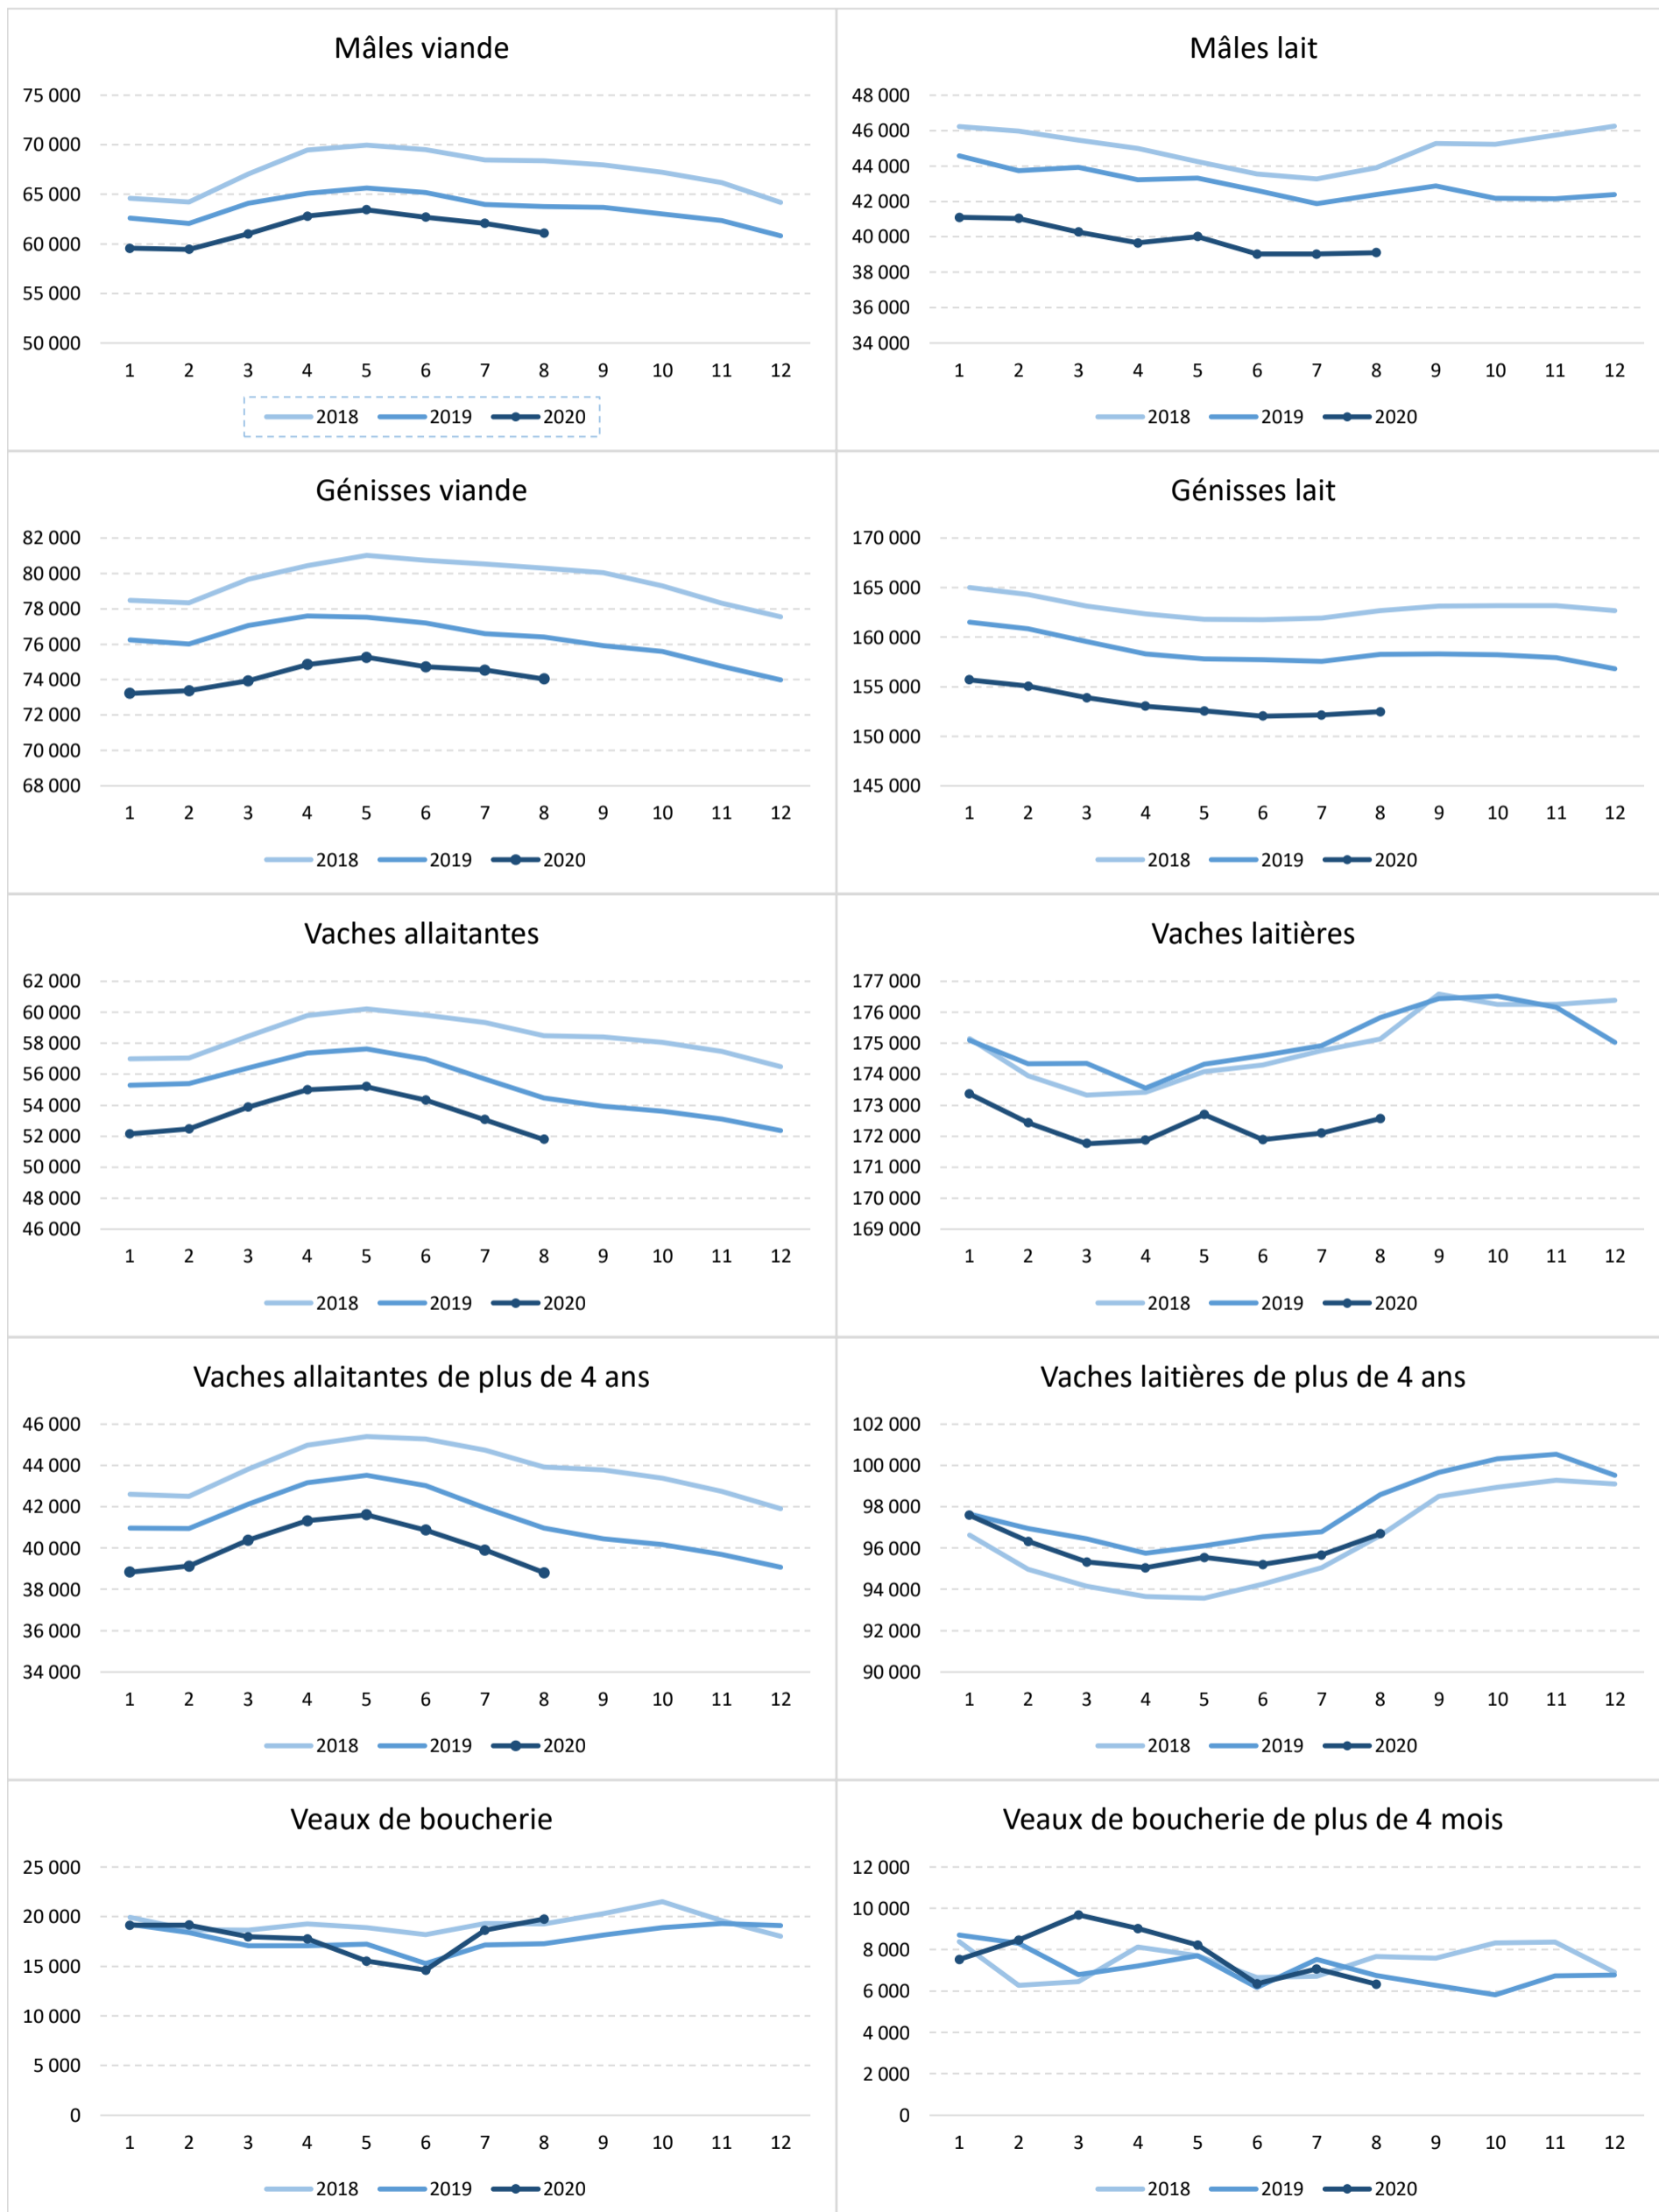 Mâles viande
75 000
70 000
65 000
60 000
55 000
50 000
1 2 3 4 5 6 7 8 9 10 11 12
2018 2019 2020
Mâles lait
48 000
46 000
44 000
42 000
40 000
38 000
36 000
34 000
1 2 3 4 5 6 7 8 9 10 11 12
2018 2019 2020
Génisses viande
82 000
80 000
78 000
76 000
74 000
72 000
70 000
68 000
1 2 3 4 5 6 7 8 9 10 11 12
2018 2019 2020
Génisses lait
170 000
165 000
160 000
155 000
150 000
145 000
1 2 3 4 5 6 7 8 9 10 11 12
2018 2019 2020
Vaches allaitantes
62 000
60 000
58 000
56 000
54 000
52 000
50 000
48 000
46 000
1 2 3 4 5 6 7 8 9 10 11 12
2018 2019 2020
Vaches laitières
177 000
176 000
175 000
174 000
173 000
172 000
171 000
170 000
169 000
1 2 3 4 5 6 7 8 9 10 11 12
2018 2019 2020
Vaches allaitantes de plus de 4 ans
46 000
44 000
42 000
40 000
38 000
36 000
34 000
1 2 3 4 5 6 7 8 9 10 11 12
2018 2019 2020
Vaches laitières de plus de 4 ans
102 000
100 000
98 000
96 000
94 000
92 000
90 000
1 2 3 4 5 6 7 8 9 10 11 12
2018 2019 2020
Veaux de boucherie
25 000
20 000
15 000
10 000
5 000
0
1 2 3 4 5 6 7 8 9 10 11 12
2018 2019 2020
Veaux de boucherie de plus de 4 mois
12 000
10 000
8 000
6 000
4 000
2 000
0
1 2 3 4 5 6 7 8 9 10 11 12
2018 2019 2020